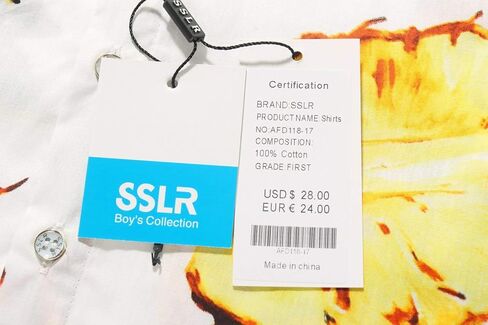 SSLR
SSLR
Boy's Collection
Certification
BRAND:SSLR
PRODUCT NAME:Shirts
NO:AFD118-17
COMPOSITION:
100% Cotton
GRADE:FIRST
USD $ 28.00
EUR € 24.00
AFD118-17
Made in china